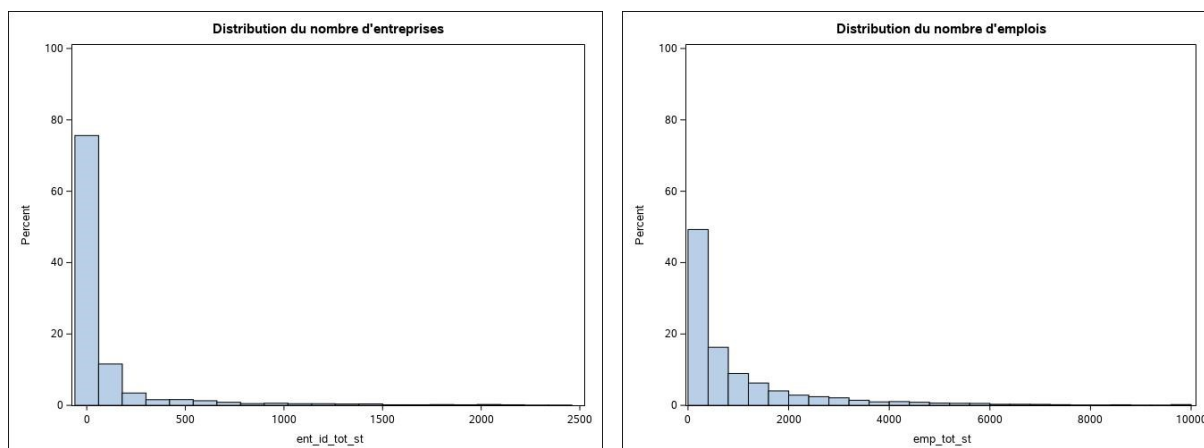 Distribution du nombre d'entreprises
100
80
60
40
20
0
Percent
0 500 1000 1500 2000 2500
ent_id_tot_st
Distribution du nombre d'emplois
100
80
60
40
20
0
Percent
0 2000 4000 6000 8000 10000
emp_tot_st